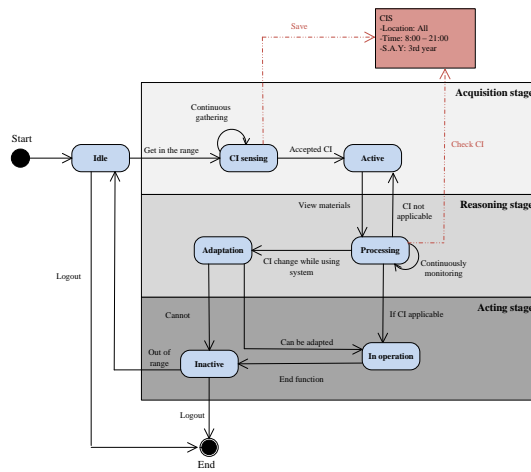 Save
CIS
-Location: All
-Time: 8:00 – 21:00
-S.A.Y: 3rd year
Acquisition stage
Continuous
gathering
Start
Idle
Get in the range
CI sensing
Accepted CI
Active
Check CI
View materials
CI not
applicable
Reasoning stage
Adaptation
Processing
CI change while using
system
Continuously
monitoring
Logout
Acting stage
Cannot
If CI applicable
Can be adapted
Out of
range
Inactive
In operation
End function
Logout
End